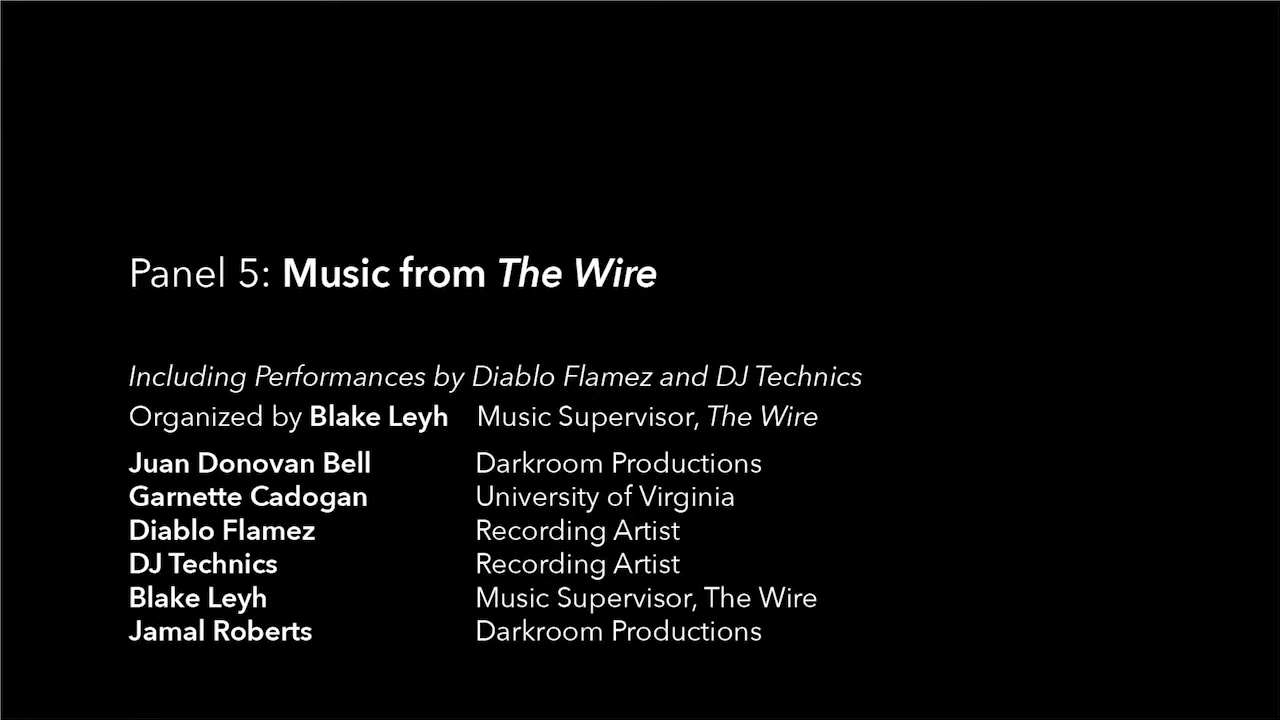 Panel 5: Music from The Wire
Including Performances by Diablo Flamez and DJ Technics
Organized by Blake Leyh Music Supervisor, The Wire
Juan Donovan Bell Darkroom Productions
Garnette Cadogan University of Virginia
Diablo Flamez Recording Artist
DJ Technics Recording Artist
Blake Leyh Music Supervisor, The Wire
Jamal Roberts Darkroom Productions